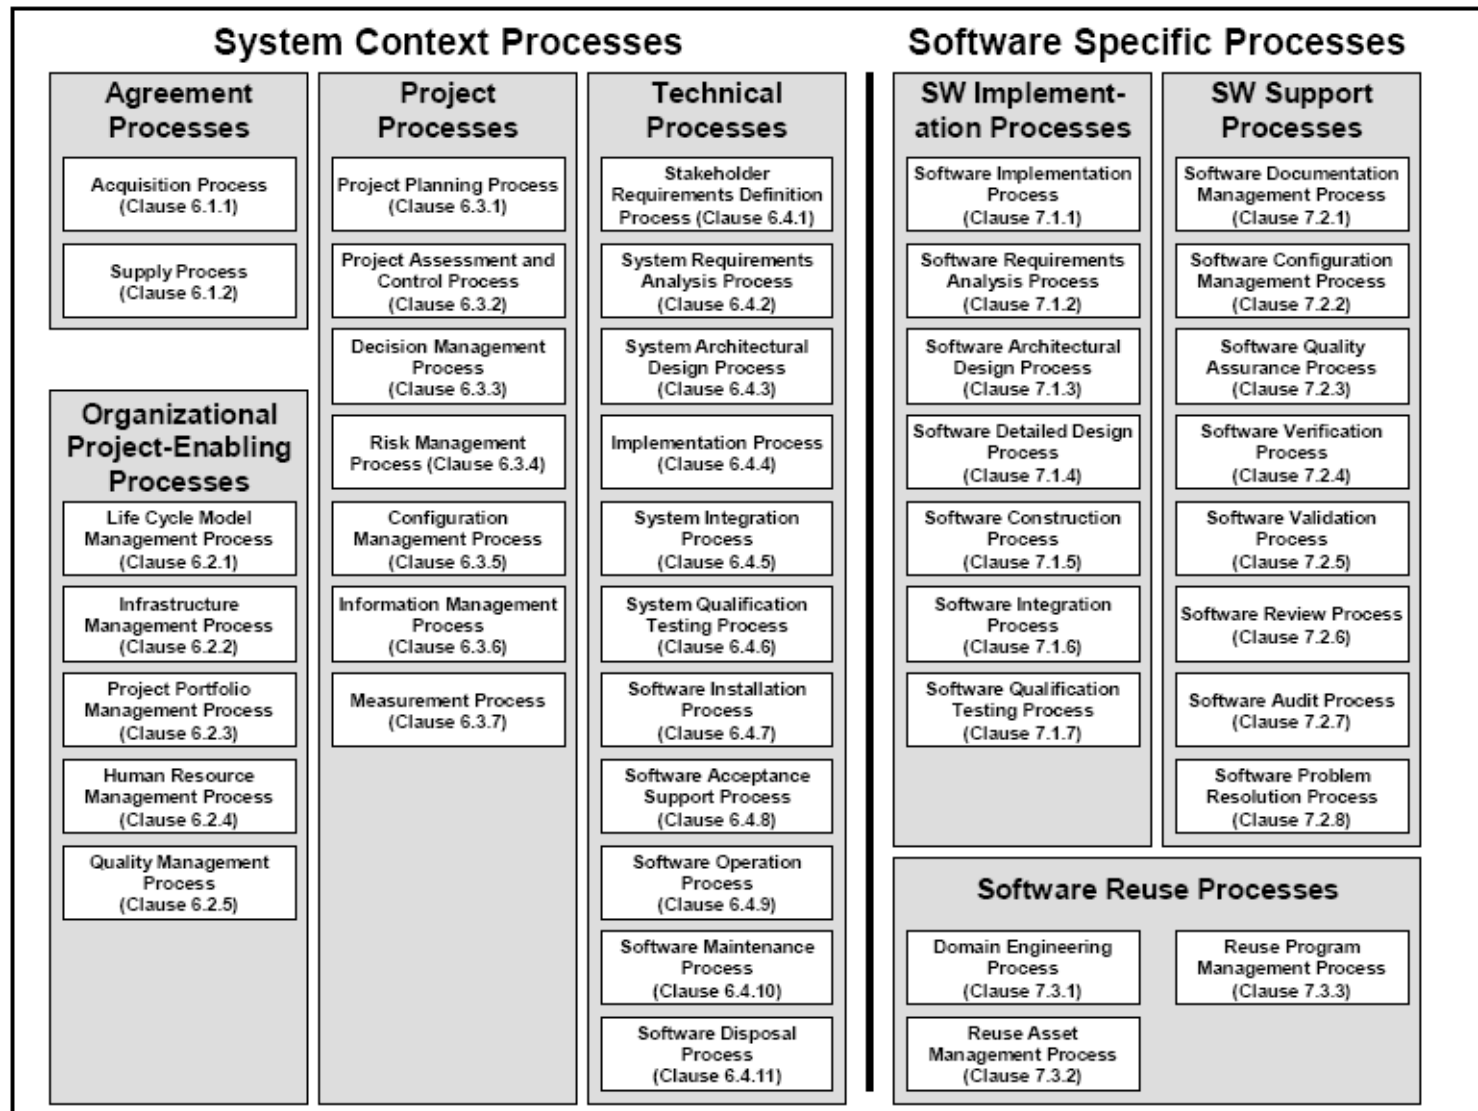 System Context Processes
Software Specific Processes
Agreement
Processes
Acquisition Process
(Clause 6.1.1)
Supply Process
(Clause 6.1.2)
Organizational
Project-Enabling
Processes
Life Cycle Model
Management Process
(Clause 6.2.1)
Infrastructure
Management Process
(Clause 6.2.2)
Project Portfolio
Management Process
(Clause 6.2.3)
Human Resource
Management Process
(Clause 6.2.4)
Quality Management
Process
(Clause 6.2.5)
Project
Processes
Project Planning Process
(Clause 6.3.1)
Project Assessment and
Control Process
(Clause 6.3.2)
Decision Management
Process
(Clause 6.3.3)
Risk Management
Process (Clause 6.3.4)
Configuration
Management Process
(Clause 6.3.5)
Information Management
Process
(Clause 6.3.6)
Measurement Process
(Clause 6.3.7)
Technical
Processes
Stakeholder
Requirements Definition
Process (Clause 6.4.1)
System Requirements
Analysis Process
(Clause 6.4.2)
System Architectural
Design Process
(Clause 6.4.3)
Implementation Process
(Clause 6.4.4)
System Integration
Process
(Clause 6.4.5)
System Qualification
Testing Process
(Clause 6.4.6)
Software Installation
Process
(Clause 6.4.7)
Software Acceptance
Support Process
(Clause 6.4.8)
Software Operation
Process
(Clause 6.4.9)
Software Maintenance
Process
(Clause 6.4.10)
Software Disposal
Process
(Clause 6.4.11)
SW Implement-
ation Processes
Software Implementation
Process
(Clause 7.1.1)
Software Requirements
Analysis Process
(Clause 7.1.2)
Software Architectural
Design Process
(Clause 7.1.3)
Software Detailed Design
Process
(Clause 7.1.4)
Software Construction
Process
(Clause 7.1.5)
Software Integration
Process
(Clause 7.1.6)
Software Qualification
Testing Process
(Clause 7.1.7)
SW Support
Processes
Software Documentation
Management Process
(Clause 7.2.1)
Software Configuration
Management Process
(Clause 7.2.2)
Software Quality
Assurance Process
(Clause 7.2.3)
Software Verification
Process
(Clause 7.2.4)
Software Validation
Process
(Clause 7.2.5)
Software Review Process
(Clause 7.2.6)
Software Audit Process
(Clause 7.2.7)
Software Problem
Resolution Process
(Clause 7.2.8)
Software Reuse Processes
Domain Engineering
Process
(Clause 7.3.1)
Reuse Asset
Management Process
(Clause 7.3.2)
Reuse Program
Management Process
(Clause 7.3.3)